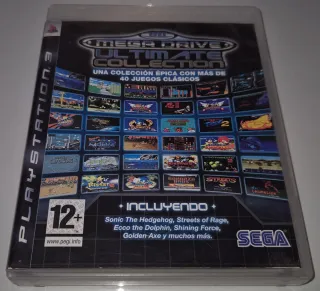 MEGA DRIVE
ULTIMATE
COLLECTION
UNA COLECCIÓN ÉPICA CON MÁS DE
40 JUEGOS CLÁSICOS
PLAYSTATION 3
INCLUYENDO
Sonic The Hedgehog, Streets of Rage,
Ecco the Dolphin, Shining Force,
Golden Axe y muchos más.
12+
www.pegi.info
SEGA